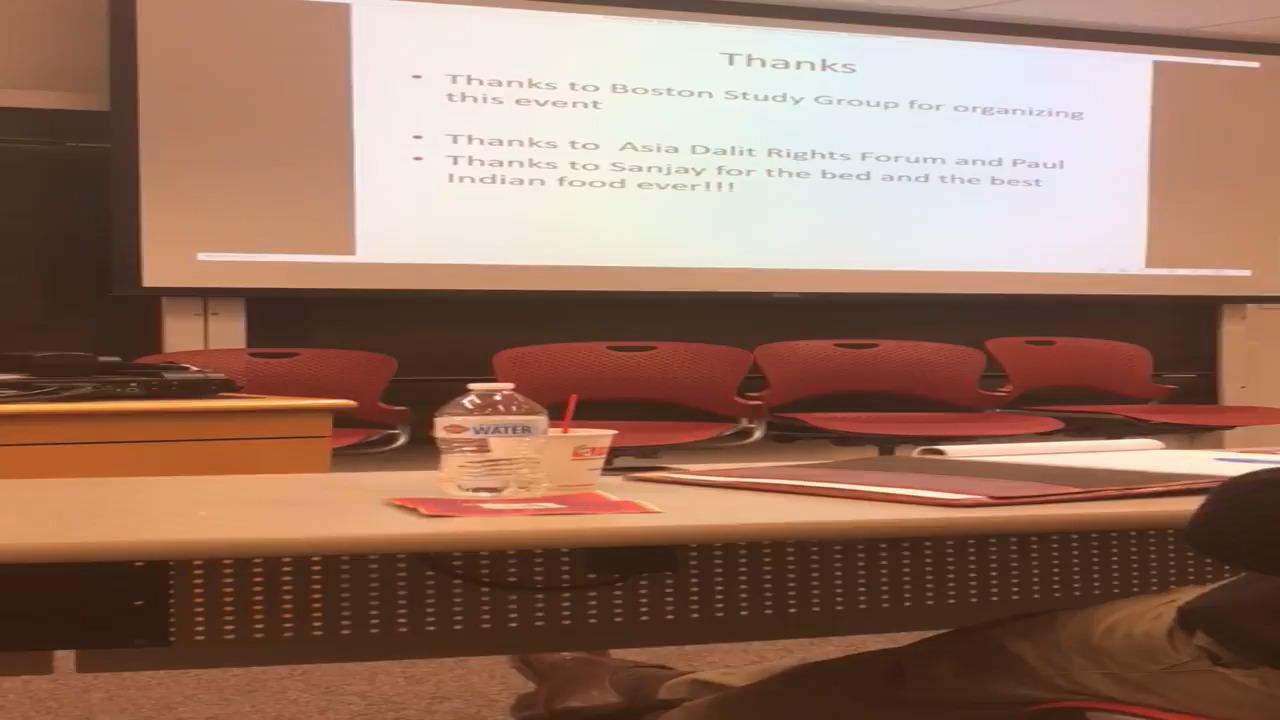 Thanks
• Thanks to Boston Study Group for organizing
this event
• Thanks to Asia Dalit Rights Forum and Paul
• Thanks to Sanjay for the bed and the best
Indian food ever!!!
WATER